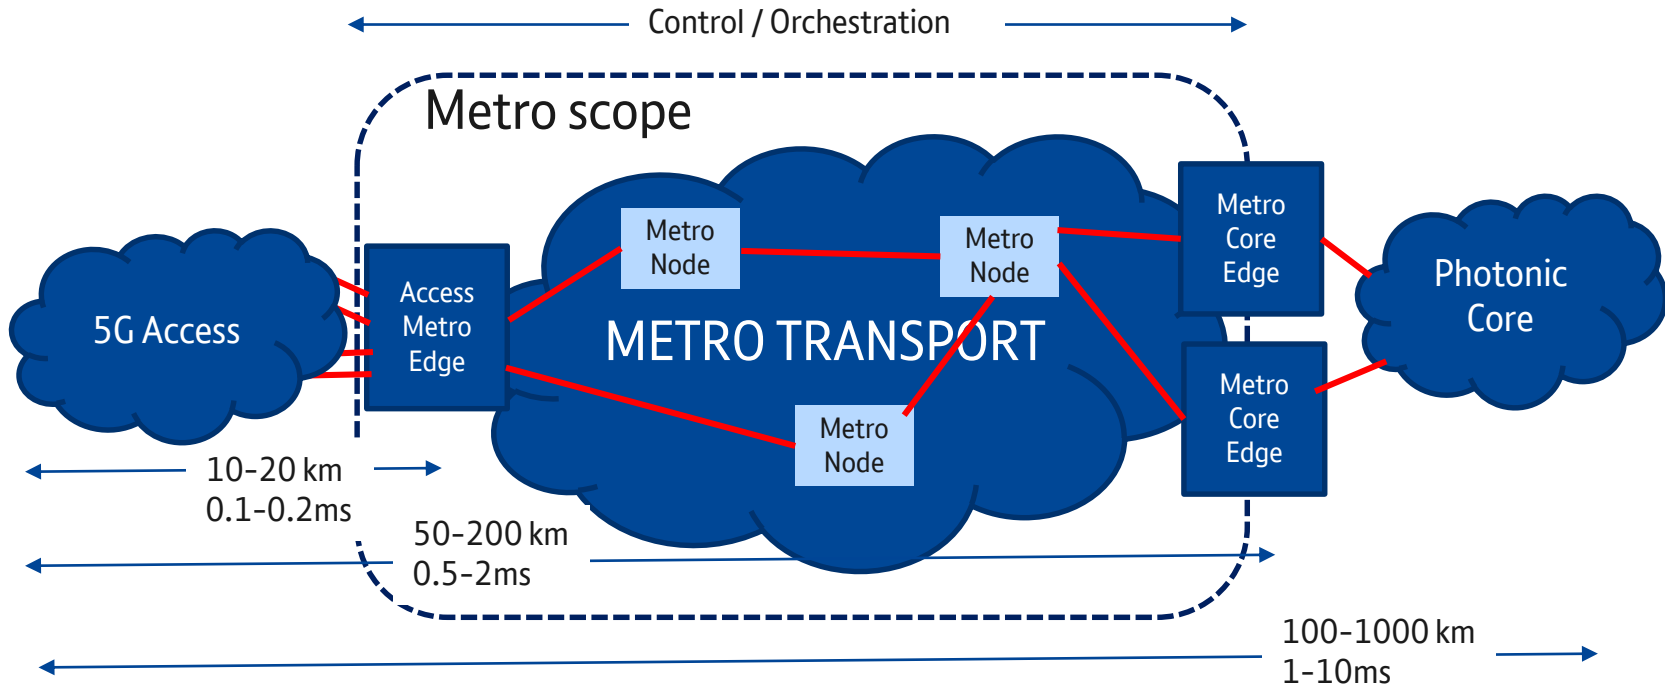 Control / Orchestration
Metro scope
Metro
Node
Metro
Node
Metro
Core
Edge
Access
Metro
Edge
5G Access
METRO TRANSPORT
Photonic
Core
Metro
Node
Metro
Core
Edge
10-20 km
0.1-0.2ms
50-200 km
0.5-2ms
100-1000 km
1-10ms